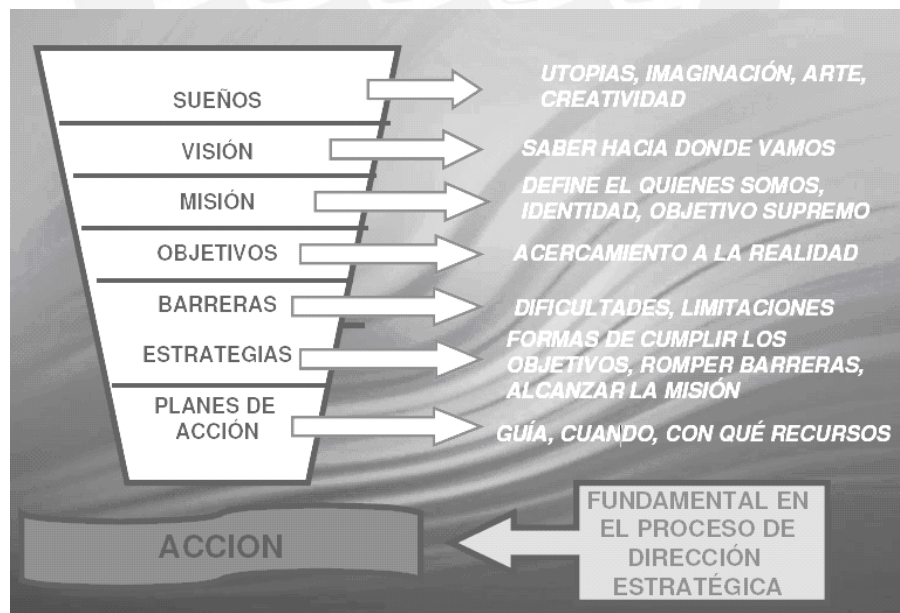 SUEÑOS
UTOPIAS, IMAGINACIÓN, ARTE,
CREATIVIDAD
VISIÓN
SABER HACIA DONDE VAMOS
MISIÓN
DEFINE EL QUIENES SOMOS,
IDENTIDAD, OBJETIVO SUPREMO
OBJETIVOS
ACERCAMIENTO A LA REALIDAD
BARRERAS
DIFICULTADES, LIMITACIONES
ESTRATEGIAS
FORMAS DE CUMPLIR LOS
OBJETIVOS, ROMPER BARRERAS,
ALCANZAR LA MISIÓN
PLANES DE
ACCIÓN
GUÍA, CUANDO, CON QUÉ RECURSOS
ACCION
FUNDAMENTAL EN
EL PROCESO DE
DIRECCIÓN
ESTRATÉGICA